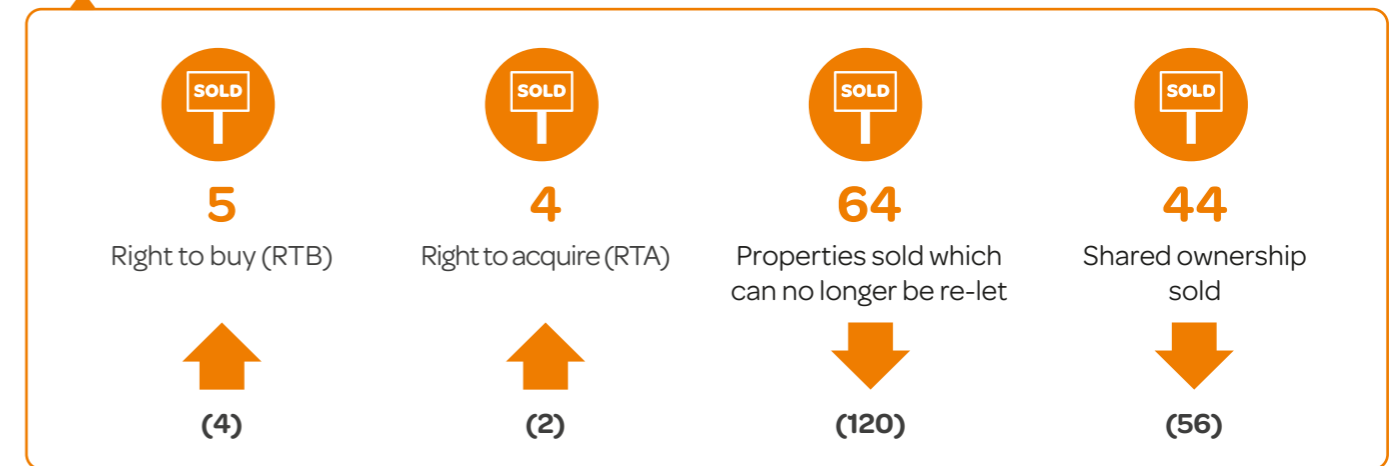 SOLD
5
Right to buy (RTB)
(4)
SOLD
4
Right to acquire (RTA)
(2)
SOLD
64
Properties sold which
can no longer be re-let
(120)
SOLD
44
Shared ownership
sold
(56)